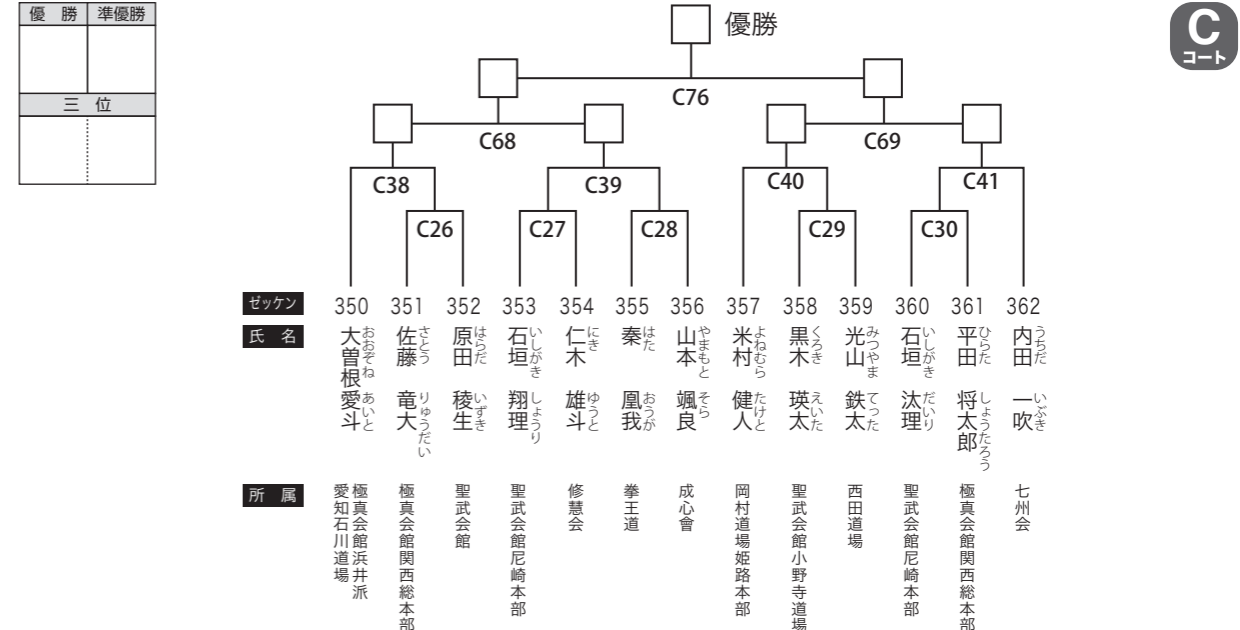 優 勝 準優勝
三 位
優勝
C
コート
C76
C68 C69
C38 C39 C40 C41
C26 C27 C28 C29 C30
ゼッケン 350 351 352 353 354 355 356 357 358 359 360 361 362
氏 名
大曽根 愛斗 おおぞね あいと
佐藤 竜大 さとう りゅうだい
原田 稜生 はらだ いずき
石垣 翔理 いしがき しょうり
仁木 雄斗 にき ゆうと
秦 凰我 はた おうが
山本 颯良 やまもと そら
米村 健人 よねむら たけと
黒木 瑛太 くろき えいた
光山 鉄太 みつやま てった
石垣 汰理 いしがき だいり
平田 将太郎 ひらた しょうたろう
内田 一吹 うちだ いぶき
所 属
極真会館浜井派
愛知石川道場
極真会館関西総本部
聖武会館
聖武会館尼崎本部
修慧会
拳王道
成心會
岡村道場姫路本部
聖武会館小野寺道場
西田道場
聖武会館尼崎本部
極真会館関西総本部
七州会